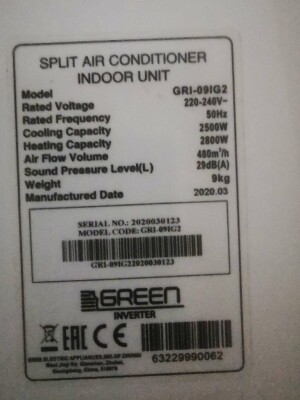 SPLIT AIR CONDITIONER
INDOOR UNIT
Model GRI-09IG2
Rated Voltage 220-240V~
Rated Frequency 50Hz
Cooling Capacity 2500W
Heating Capacity 2800W
Air Flow Volume 480m³/h
Sound Pressure Level(L) 29dB(A)
Weight 9kg
Manufactured Date 2020.03
SERIAL NO.: 2020030123
MODEL CODE: GRI-09IG2
GRI-09IG22020030123
GREEN
INVERTER
EAC CE
63229990062